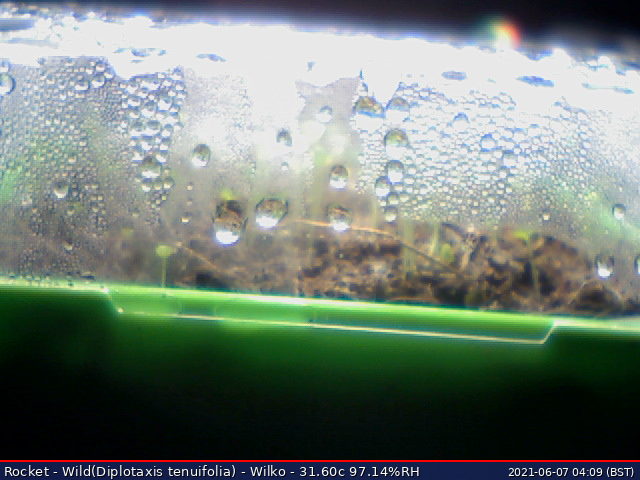 Rocket - Wild(Diplotaxis tenuifolia) - Wilko - 31.60c 97.14%RH 2021-06-07 04:09 (BST)